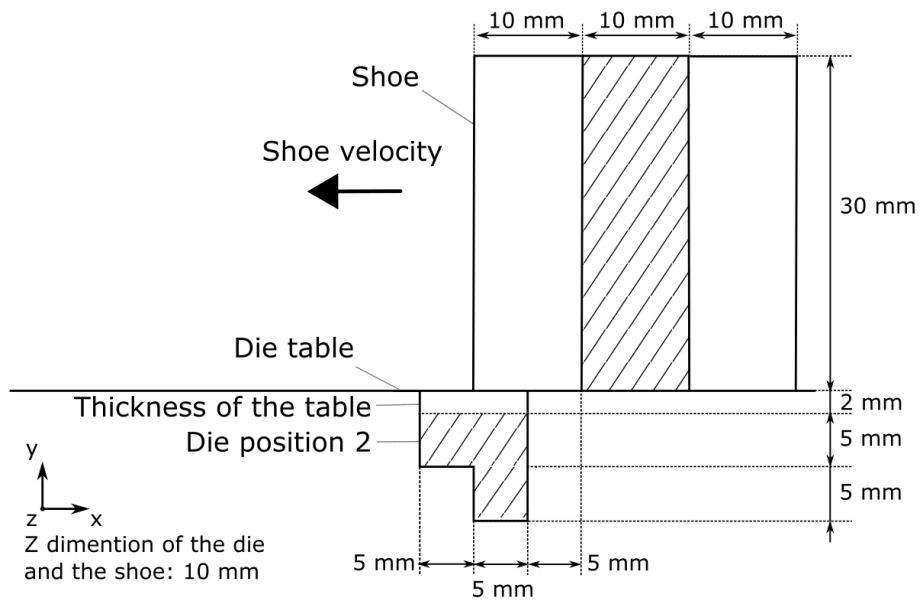 10 mm 10 mm 10 mm
Shoe
Shoe velocity
30 mm
Die table
Thickness of the table
2 mm
Die position 2
5 mm
5 mm
y
z
x
Z dimention of the die
and the shoe: 10 mm
5 mm
5 mm
5 mm